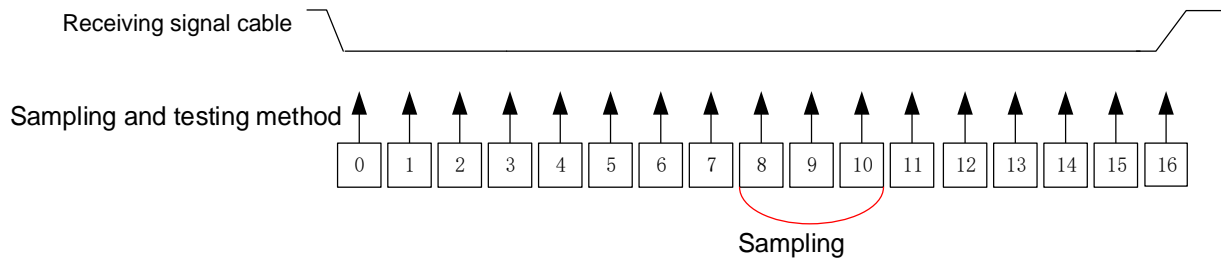 Receiving signal cable
Sampling and testing method
0 1 2 3 4 5 6 7 8 9 10 11 12 13 14 15 16
Sampling